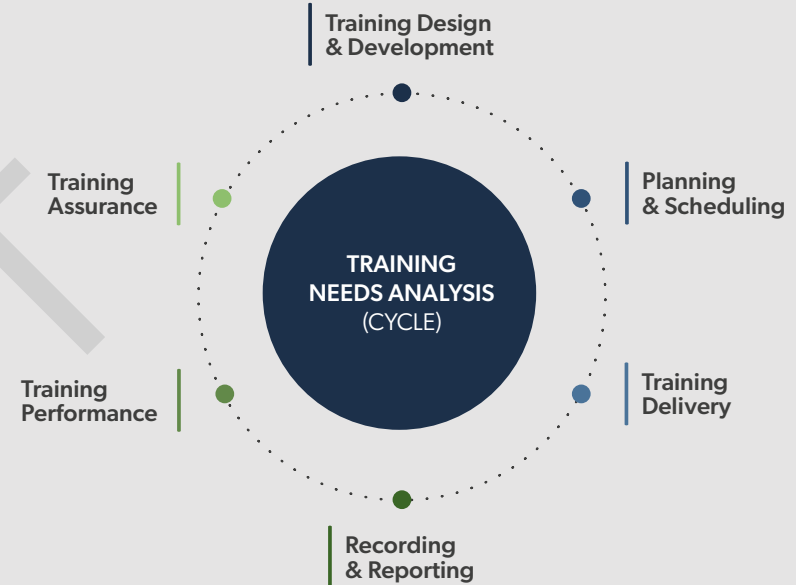 Training Design
& Development
Planning
& Scheduling
Training
Delivery
Recording
& Reporting
Training
Performance
Training
Assurance
TRAINING
NEEDS ANALYSIS
(CYCLE)